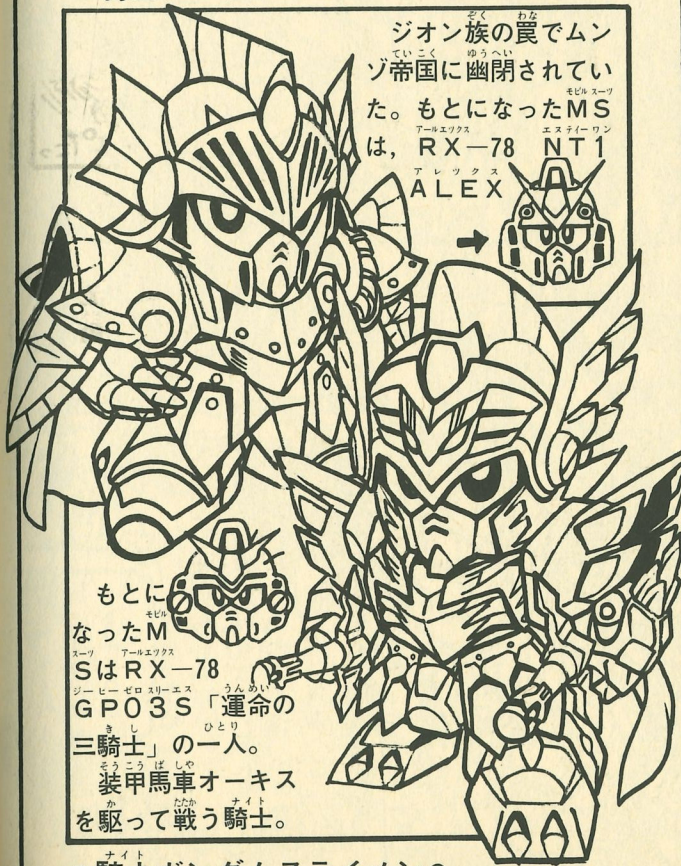 ジオン族の罠でムン
ゾ帝国に幽閉されてい
た。もとになったMS
は，RX—78 NT1
ALEX
もとに
なったM
SはRX—78
GP03S「運命の
三騎士」の一人。
装甲馬車オーキス
を駆って戦う騎士。